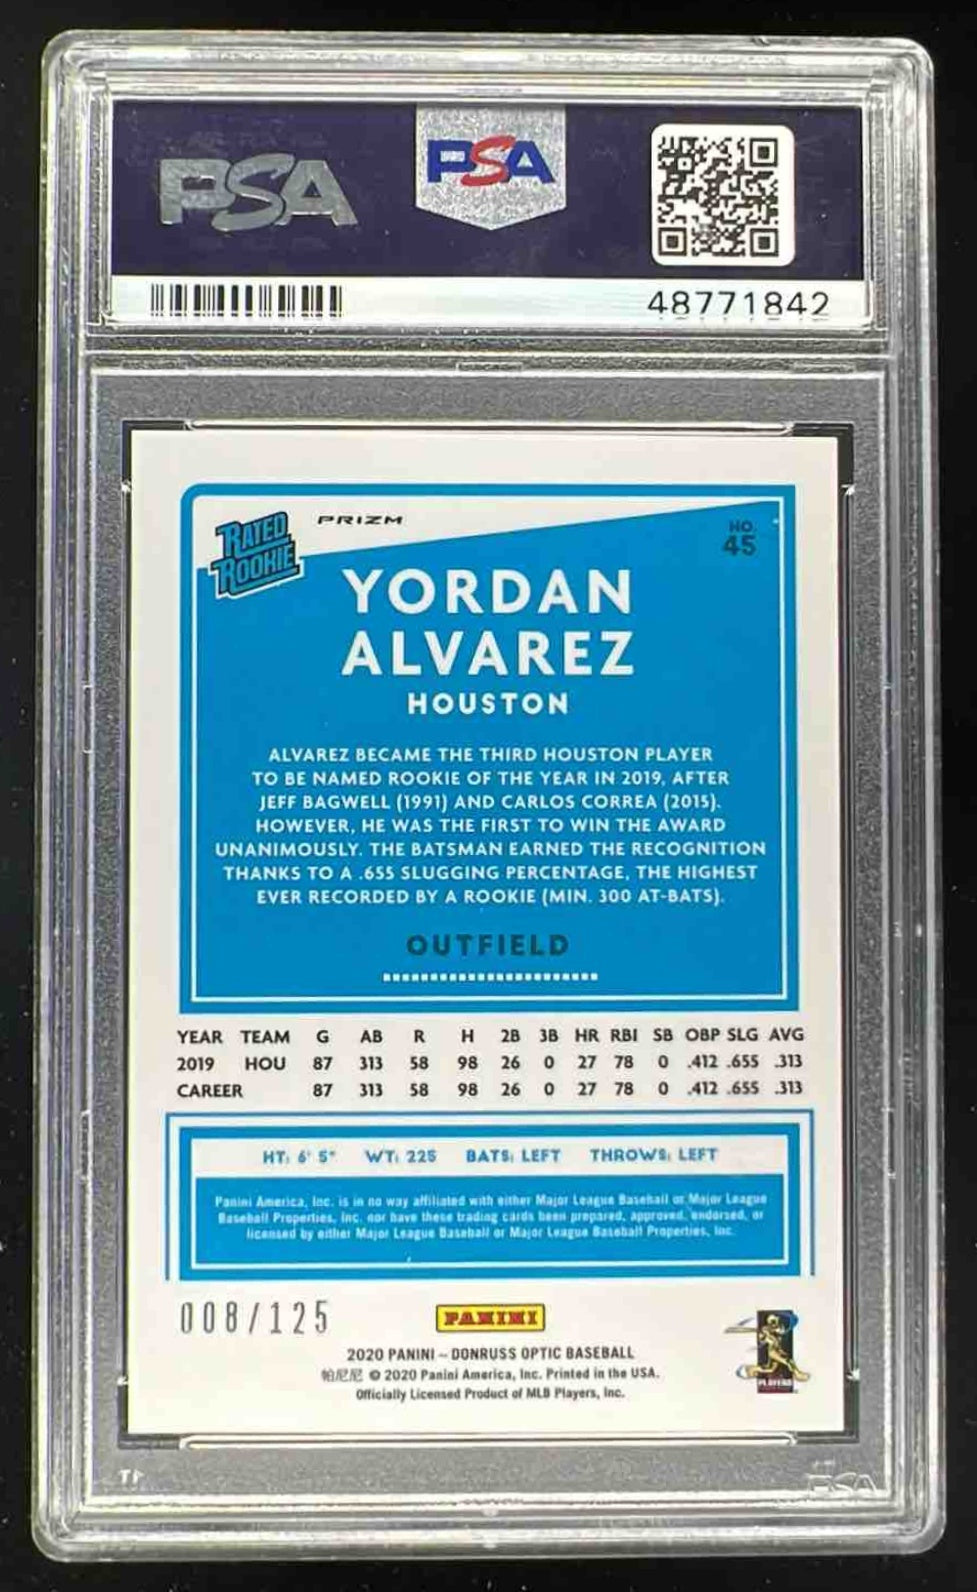 PSA
PSA
48771842
RATED ROOKIE
PRIZM
NO.
45
YORDAN
ALVAREZ
HOUSTON
ALVAREZ BECAME THE THIRD HOUSTON PLAYER
TO BE NAMED ROOKIE OF THE YEAR IN 2019, AFTER
JEFF BAGWELL (1991) AND CARLOS CORREA (2015).
HOWEVER, HE WAS THE FIRST TO WIN THE AWARD
UNANIMOUSLY. THE BATSMAN EARNED THE RECOGNITION
THANKS TO A .655 SLUGGING PERCENTAGE, THE HIGHEST
EVER RECORDED BY A ROOKIE (MIN. 300 AT-BATS).
OUTFIELD
YEAR TEAM G AB R H 2B 3B HR RBI SB OBP SLG AVG
2019 HOU 87 313 58 98 26 0 27 78 0 .412 .655 .313
CAREER 87 313 58 98 26 0 27 78 0 .412 .655 .313
HT: 6' 5" WT: 225 BATS: LEFT THROWS: LEFT
Panini America, Inc. is in no way affiliated with either Major League Baseball or Major League
Baseball Properties, Inc. nor have these trading cards been prepared, approved, endorsed, or
licensed by either Major League Baseball or Major League Baseball Properties, Inc.
008/125
PANINI
2020 PANINI – DONRUSS OPTIC BASEBALL
帕尼尼 © 2020 Panini America, Inc. Printed in the USA.
Officially Licensed Product of MLB Players, Inc.
PLAYERS
PSA